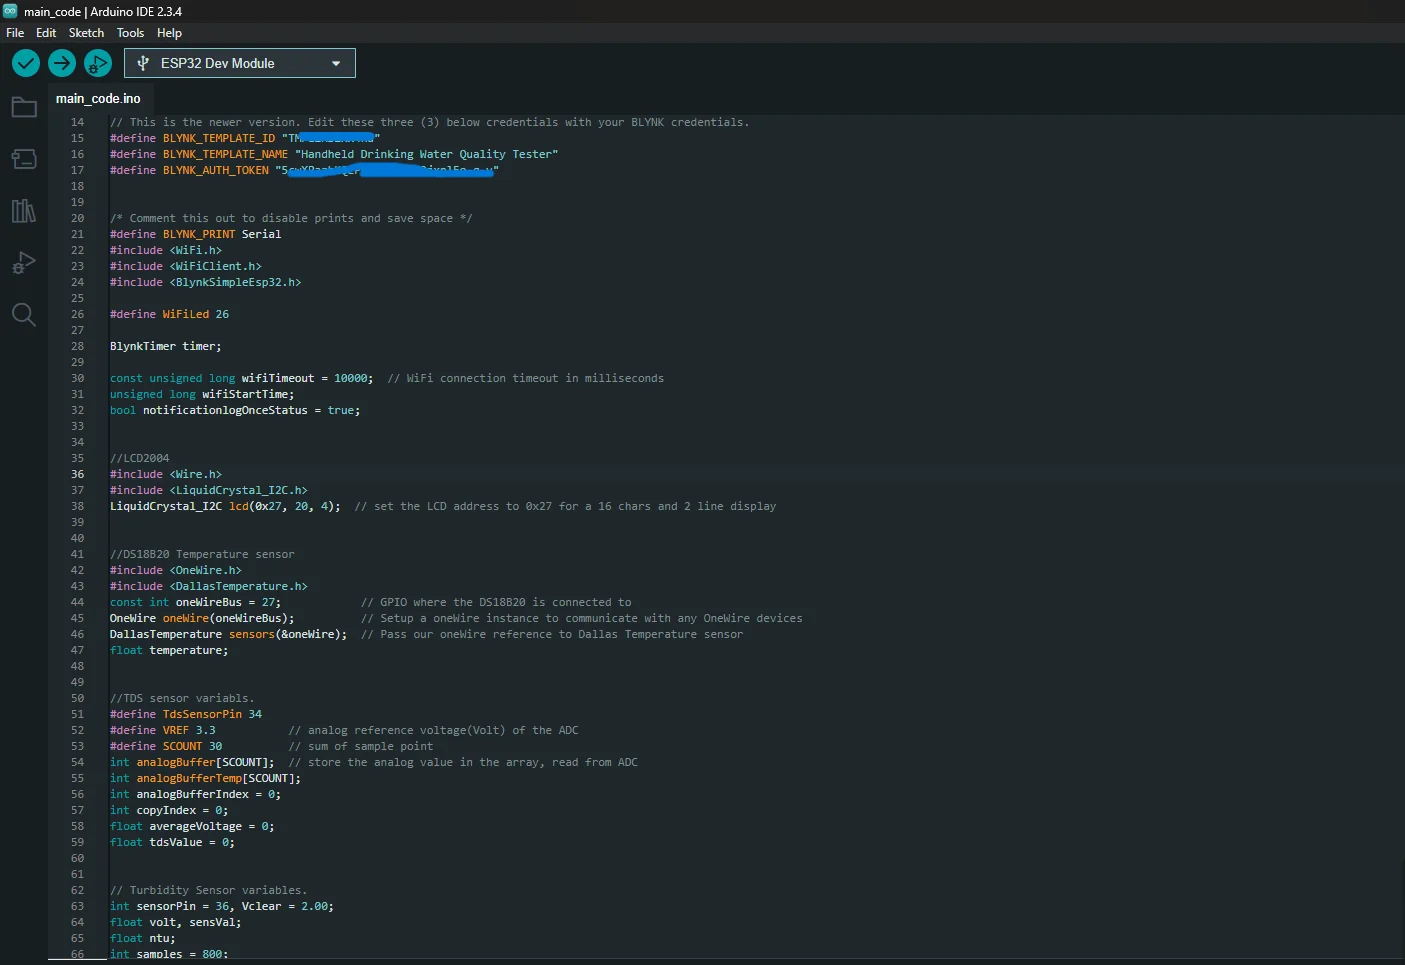 main_code | Arduino IDE 2.3.4
File Edit Sketch Tools Help
ESP32 Dev Module
main_code.ino
14 // This is the newer version. Edit these three (3) below credentials with your BLYNK credentials.
15 #define BLYNK_TEMPLATE_ID "
16 #define BLYNK_TEMPLATE_NAME "Handheld Drinking Water Quality Tester"
17 #define BLYNK_AUTH_TOKEN "
18
19
20 /* Comment this out to disable prints and save space */
21 #define BLYNK_PRINT Serial
22 #include <WiFi.h>
23 #include <WiFiClient.h>
24 #include <BlynkSimpleEsp32.h>
25
26 #define WiFiLed 26
27
28 BlynkTimer timer;
29
30 const unsigned long wifiTimeout = 10000;  // WiFi connection timeout in milliseconds
31 unsigned long wifiStartTime;
32 bool notificationlogOnceStatus = true;
33
34
35 //LCD2004
36 #include <Wire.h>
37 #include <LiquidCrystal_I2C.h>
38 LiquidCrystal_I2C lcd(0x27, 20, 4);  // set the LCD address to 0x27 for a 16 chars and 2 line display
39
40
41 //DS18B20 Temperature sensor
42 #include <OneWire.h>
43 #include <DallasTemperature.h>
44 const int oneWireBus = 27;            // GPIO where the DS18B20 is connected to
45 OneWire oneWire(oneWireBus);          // Setup a oneWire instance to communicate with any OneWire devices
46 DallasTemperature sensors(&oneWire);  // Pass our oneWire reference to Dallas Temperature sensor
47 float temperature;
48
49
50 //TDS sensor variabls.
51 #define TdsSensorPin 34
52 #define VREF 3.3           // analog reference voltage(Volt) of the ADC
53 #define SCOUNT 30          // sum of sample point
54 int analogBuffer[SCOUNT];  // store the analog value in the array, read from ADC
55 int analogBufferTemp[SCOUNT];
56 int analogBufferIndex = 0;
57 int copyIndex = 0;
58 float averageVoltage = 0;
59 float tdsValue = 0;
60
61
62 // Turbidity Sensor variables.
63 int sensorPin = 36, Vclear = 2.00;
64 float volt, sensVal;
65 float ntu;
66 int samples = 800;